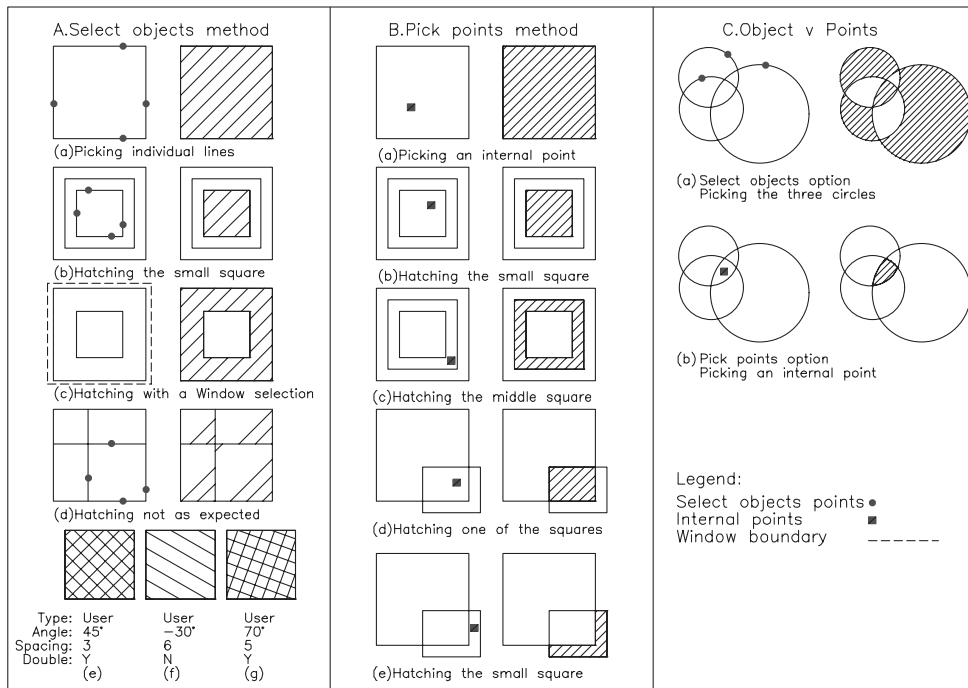 A.Select objects method
(a)Picking individual lines
(b)Hatching the small square
(c)Hatching with a Window selection
(d)Hatching not as expected
Type: User User User
Angle: 45° -30° 70°
Spacing: 3 6 5
Double: Y N Y
(e) (f) (g)
B.Pick points method
(a)Picking an internal point
(b)Hatching the small square
(c)Hatching the middle square
(d)Hatching one of the squares
(e)Hatching the small square
C.Object v Points
(a) Select objects option
Picking the three circles
(b) Pick points option
Picking an internal point
Legend:
Select objects points
Internal points
Window boundary